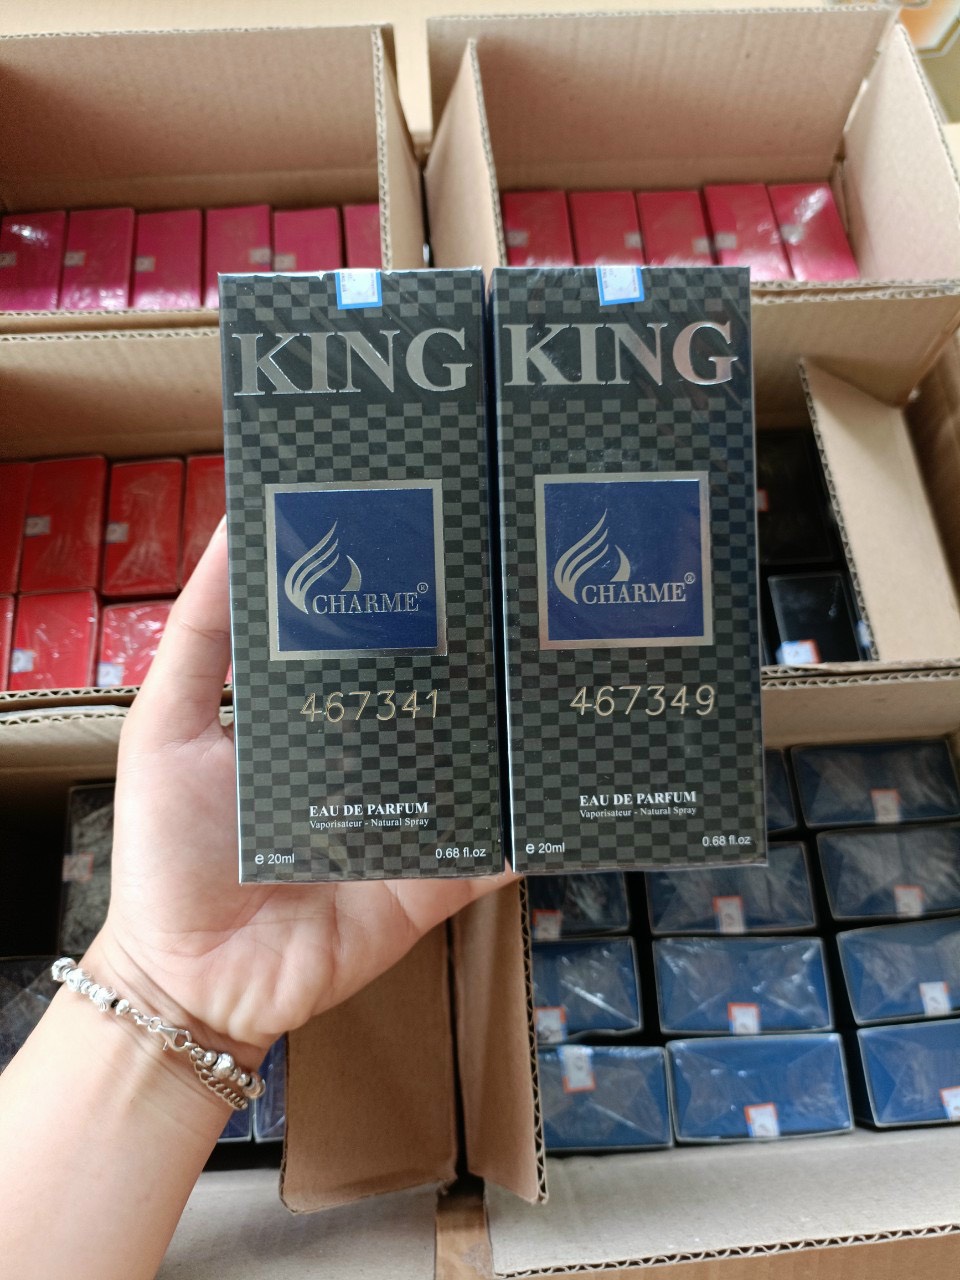 KING
CHARME®
467341
EAU DE PARFUM
Vaporisateur - Natural Spray
e 20ml
0.68 fl.oz
KING
CHARME®
467349
EAU DE PARFUM
Vaporisateur - Natural Spray
e 20ml
0.68 fl.oz